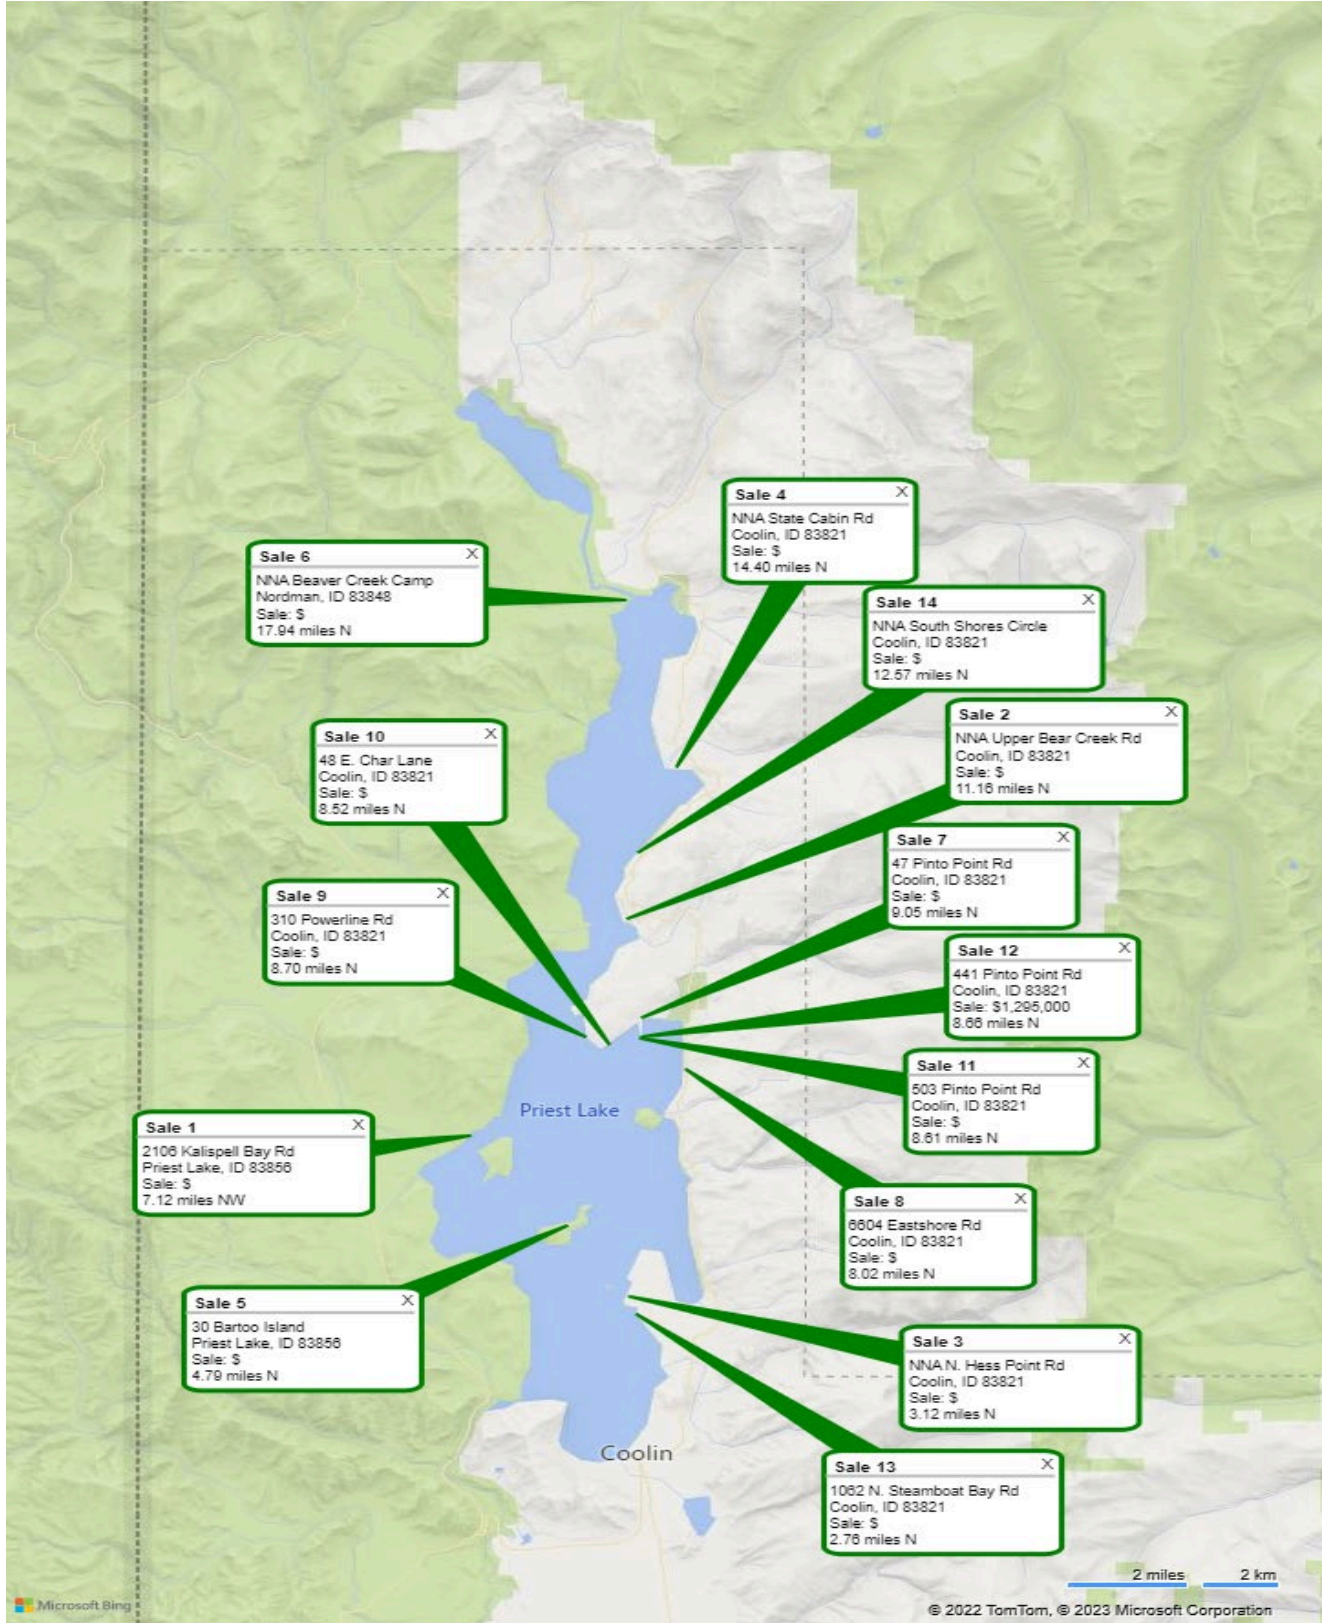 Sale 4 X
NNA State Cabin Rd
Coolin, ID 83821
Sale: $
14.40 miles N
Sale 6 X
NNA Beaver Creek Camp
Nordman, ID 83848
Sale: $
17.94 miles N
Sale 14 X
NNA South Shores Circle
Coolin, ID 83821
Sale: $
12.57 miles N
Sale 2 X
NNA Upper Bear Creek Rd
Coolin, ID 83821
Sale: $
11.16 miles N
Sale 10 X
48 E. Char Lane
Coolin, ID 83821
Sale: $
8.52 miles N
Sale 7 X
47 Pinto Point Rd
Coolin, ID 83821
Sale: $
9.05 miles N
Sale 9 X
310 Powerline Rd
Coolin, ID 83821
Sale: $
8.70 miles N
Sale 12 X
441 Pinto Point Rd
Coolin, ID 83821
Sale: $1,295,000
8.66 miles N
Sale 11 X
503 Pinto Point Rd
Coolin, ID 83821
Sale: $
8.61 miles N
Priest Lake
Sale 1 X
2106 Kalispell Bay Rd
Priest Lake, ID 83856
Sale: $
7.12 miles NW
Sale 8 X
6604 Eastshore Rd
Coolin, ID 83821
Sale: $
8.02 miles N
Sale 5 X
30 Bartoo Island
Priest Lake, ID 83856
Sale: $
4.79 miles N
Sale 3 X
NNA N. Hess Point Rd
Coolin, ID 83821
Sale: $
3.12 miles N
Coolin
Sale 13 X
1062 N. Steamboat Bay Rd
Coolin, ID 83821
Sale: $
2.76 miles N
2 miles 2 km
Microsoft Bing
© 2022 TomTom, © 2023 Microsoft Corporation